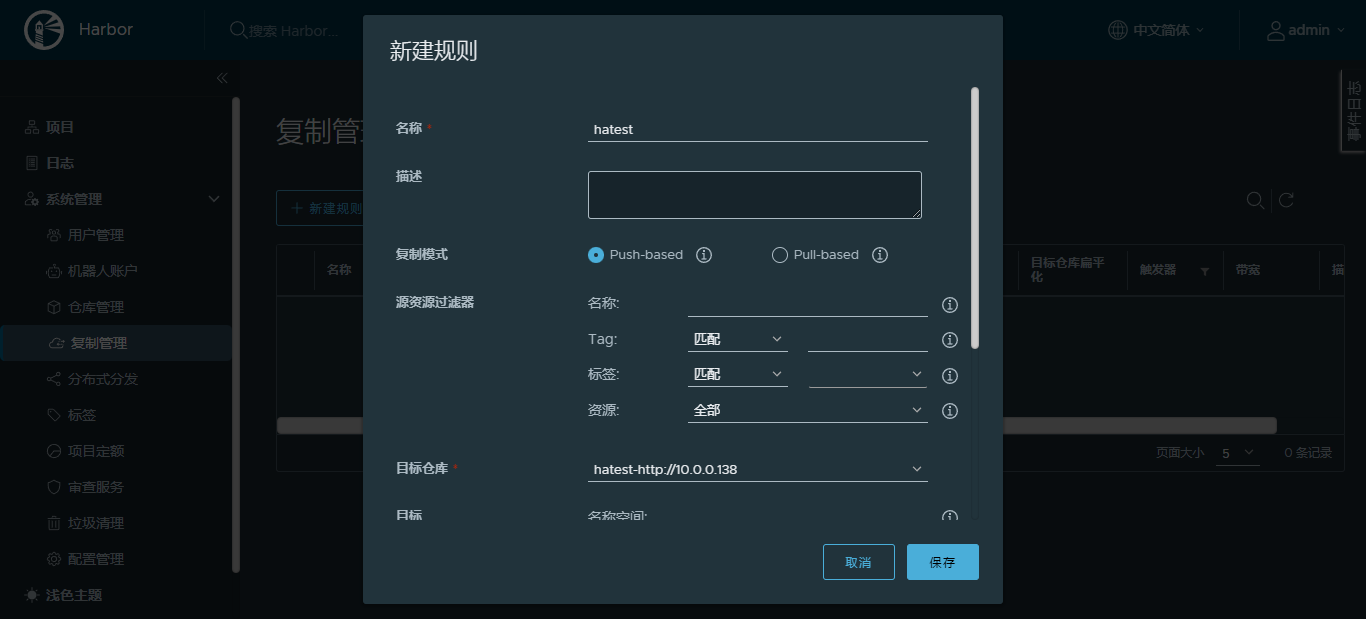 Harbor
搜索 Harbor...
中文简体
admin
新建规则
事件日志
项目
日志
系统管理
用户管理
机器人账户
仓库管理
复制管理
分布式分发
标签
项目定额
审查服务
垃圾清理
配置管理
浅色主题
复制管
新建规则
名称
目标仓库扁平化
触发器
带宽
描
页面大小
5
0 条记录
名称 *
hatest
描述
复制模式
Push-based
Pull-based
源资源过滤器
名称:
Tag:
匹配
标签:
匹配
资源:
全部
目标仓库 *
hatest-http://10.0.0.138
目标
名称空间:
取消
保存